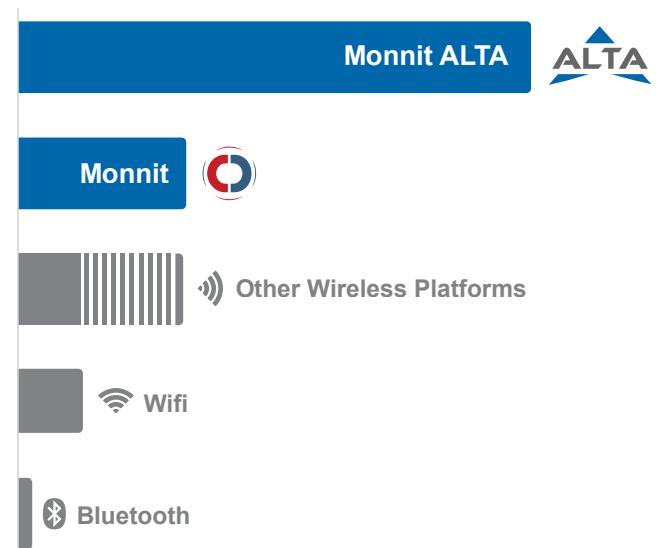 Monnit ALTA
ALTA
Monnit
Other Wireless Platforms
Wifi
Bluetooth